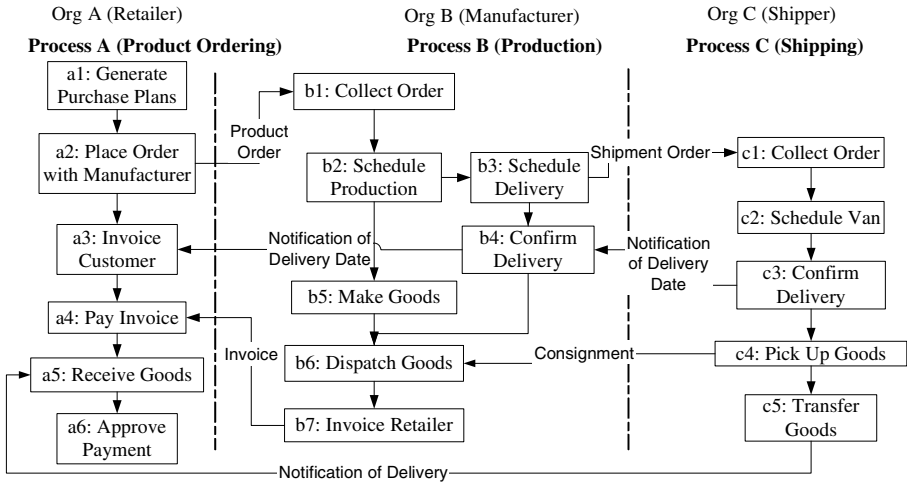 Org A (Retailer)
Org B (Manufacturer)
Org C (Shipper)
Process A (Product Ordering)
Process B (Production)
Process C (Shipping)
a1: Generate
Purchase Plans
a2: Place Order
with Manufacturer
a3: Invoice
Customer
a4: Pay Invoice
a5: Receive Goods
a6: Approve
Payment
Product
Order
Notification of
Delivery Date
Invoice
b1: Collect Order
b2: Schedule
Production
b3: Schedule
Delivery
b4: Confirm
Delivery
b5: Make Goods
b6: Dispatch Goods
b7: Invoice Retailer
Shipment Order
Notification
of Delivery
Date
Consignment
c1: Collect Order
c2: Schedule Van
c3: Confirm
Delivery
c4: Pick Up Goods
c5: Transfer
Goods
Notification of Delivery